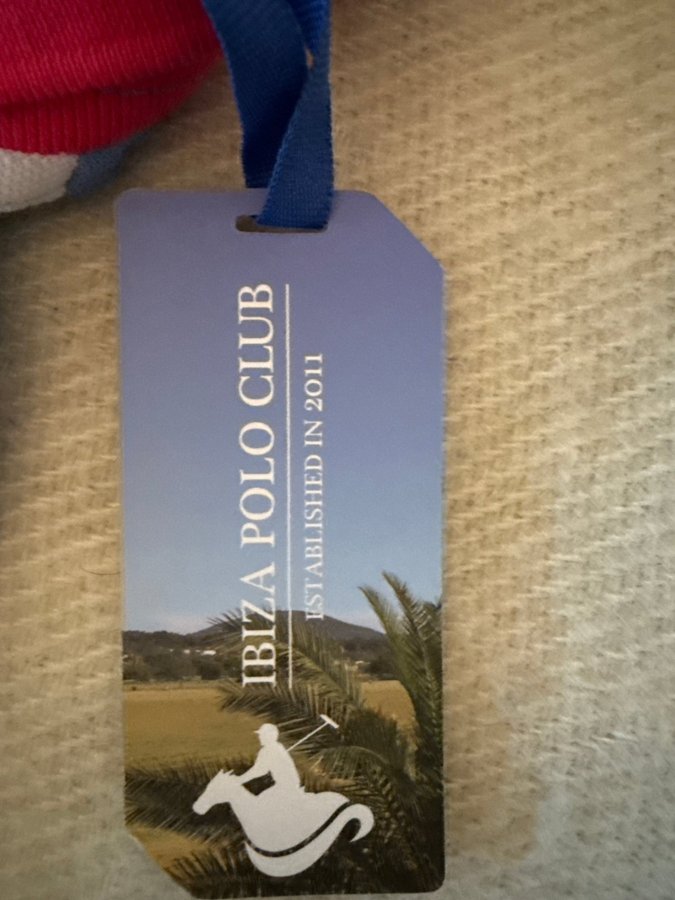 IBIZA POLO CLUB
ESTABLISHED IN 2011